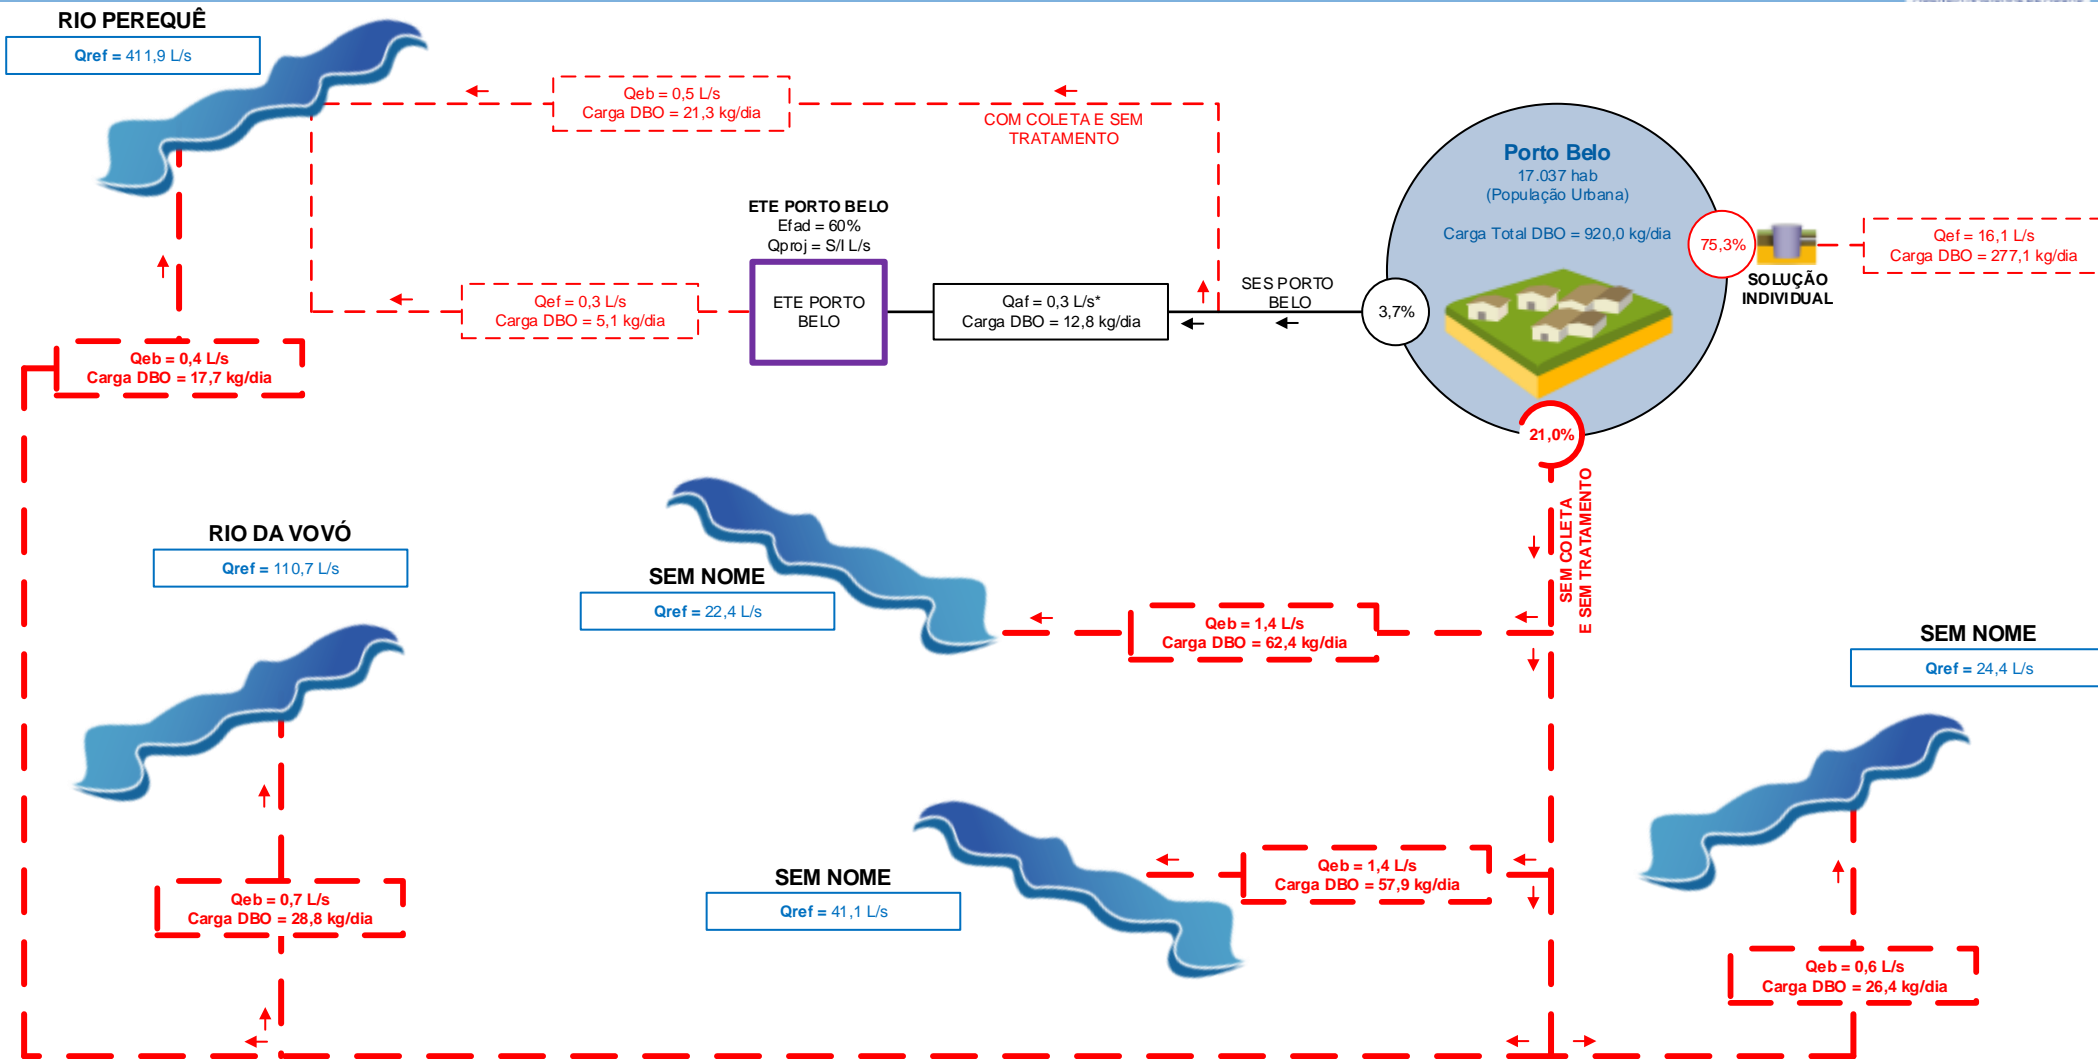 RIO PEREQUÊ
Qref = 411,9 L/s
Qeb = 0,5 L/s
Carga DBO = 21,3 kg/dia
COM COLETA E SEM
TRATAMENTO
Porto Belo
17.037 hab
(População Urbana)
Carga Total DBO = 920,0 kg/dia
75,3%
SOLUÇÃO
INDIVIDUAL
Qef = 16,1 L/s
Carga DBO = 277,1 kg/dia
ETE PORTO BELO
Efad = 60%
Qproj = S/I L/s
ETE PORTO
BELO
Qef = 0,3 L/s
Carga DBO = 5,1 kg/dia
Qaf = 0,3 L/s*
Carga DBO = 12,8 kg/dia
SES PORTO
BELO
3,7%
Qeb = 0,4 L/s
Carga DBO = 17,7 kg/dia
21,0%
SEM COLETA
E SEM TRATAMENTO
RIO DA VOVÓ
Qref = 110,7 L/s
SEM NOME
Qref = 22,4 L/s
Qeb = 1,4 L/s
Carga DBO = 62,4 kg/dia
SEM NOME
Qref = 24,4 L/s
SEM NOME
Qref = 41,1 L/s
Qeb = 1,4 L/s
Carga DBO = 57,9 kg/dia
Qeb = 0,7 L/s
Carga DBO = 28,8 kg/dia
Qeb = 0,6 L/s
Carga DBO = 26,4 kg/dia